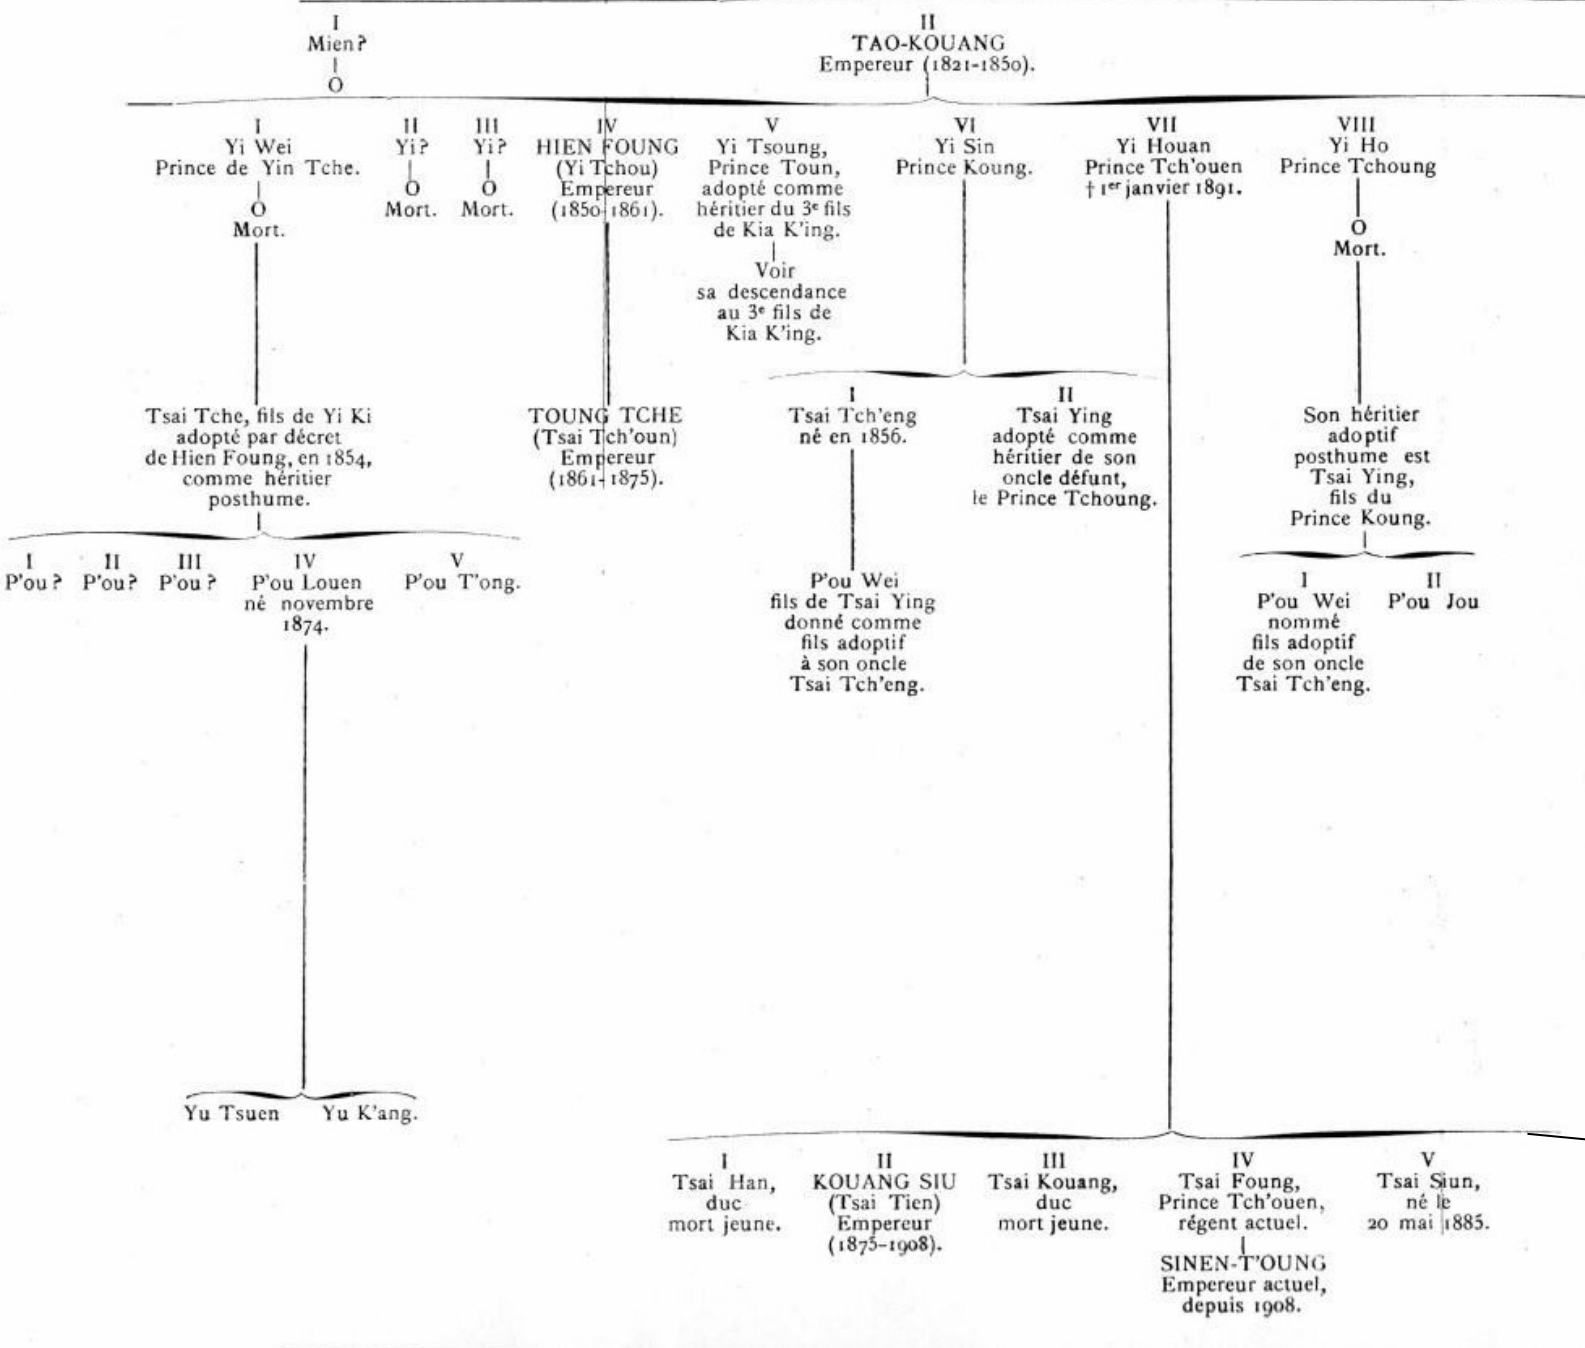 I
Mien?
O
II
TAO-KOUANG
Empereur (1821-1850).
I
Yi Wei
Prince de Yin Tche.
O
Mort.
II
Yi?
O
Mort.
III
Yi?
O
Mort.
IV
HIEN FOUNG
(Yi Tchou)
Empereur
(1850-1861).
V
Yi Tsoung,
Prince Toun,
adopté comme
héritier du 3e fils
de Kia K'ing.
Voir
sa descendance
au 3e fils de
Kia K'ing.
VI
Yi Sin
Prince Koung.
VII
Yi Houan
Prince Tch'ouen
† 1er janvier 1891.
VIII
Yi Ho
Prince Tchoung
O
Mort.
Tsai Tche, fils de Yi Ki
adopté par décret
de Hien Foung, en 1854,
comme héritier
posthume.
TOUNG TCHE
(Tsai Tch'oun)
Empereur
(1861-1875).
I
Tsai Tch'eng
né en 1856.
II
Tsai Ying
adopté comme
héritier de son
oncle défunt,
le Prince Tchoung.
Son héritier
adoptif
posthume est
Tsai Ying,
fils du
Prince Koung.
I
P'ou?
II
P'ou?
III
P'ou?
IV
P'ou Louen
né novembre
1874.
V
P'ou T'ong.
P'ou Wei
fils de Tsai Ying
donné comme
fils adoptif
à son oncle
Tsai Tch'eng.
I
P'ou Wei
nommé
fils adoptif
de son oncle
Tsai Tch'eng.
II
P'ou Jou
Yu Tsuen
Yu K'ang.
I
Tsai Han,
duc
mort jeune.
II
KOUANG SIU
(Tsai Tien)
Empereur
(1875-1908).
III
Tsai Kouang,
duc
mort jeune.
IV
Tsai Foung,
Prince Tch'ouen,
régent actuel.
SINEN-T'OUNG
Empereur actuel,
depuis 1908.
V
Tsai Siun,
né le
20 mai 1885.